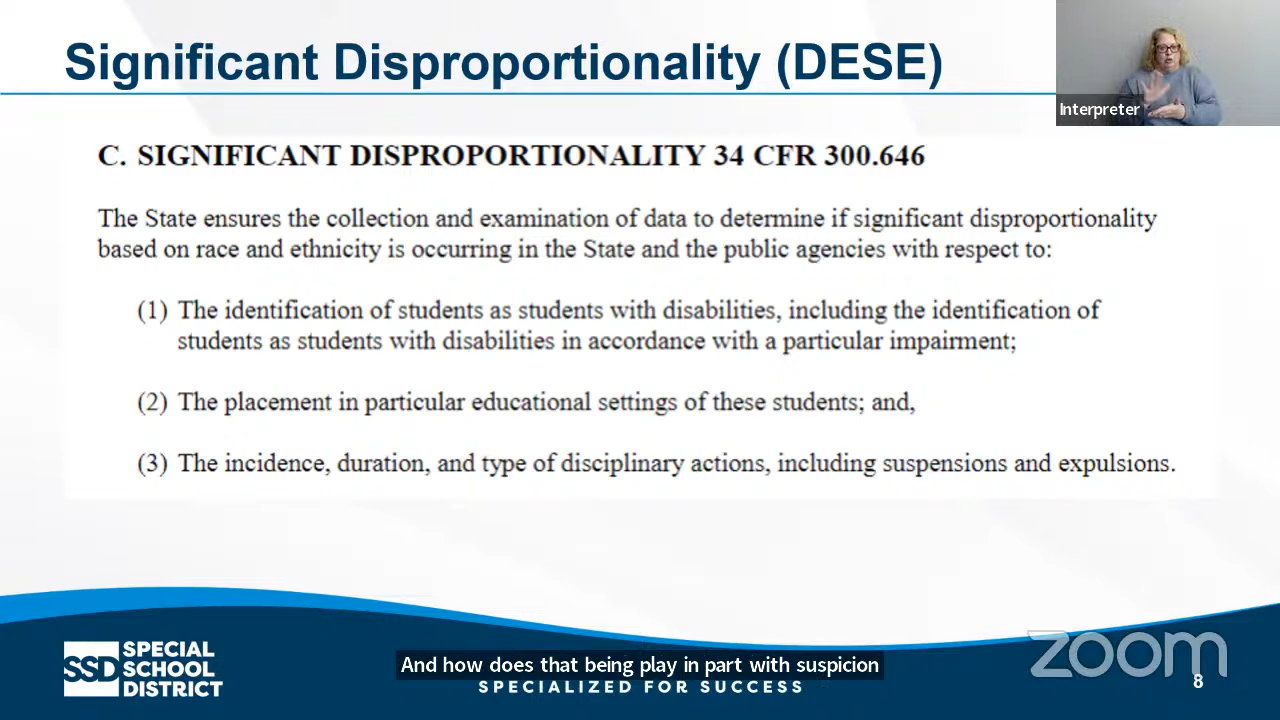 Significant Disproportionality (DESE)
Interpreter
C. SIGNIFICANT DISPROPORTIONALITY 34 CFR 300.646
The State ensures the collection and examination of data to determine if significant disproportionality
based on race and ethnicity is occurring in the State and the public agencies with respect to:
(1) The identification of students as students with disabilities, including the identification of
students as students with disabilities in accordance with a particular impairment;
(2) The placement in particular educational settings of these students; and,
(3) The incidence, duration, and type of disciplinary actions, including suspensions and expulsions.
SSD
SPECIAL
SCHOOL
DISTRICT
And how does that being play in part with suspicion
SPECIALIZED FOR SUCCESS
zoom
8